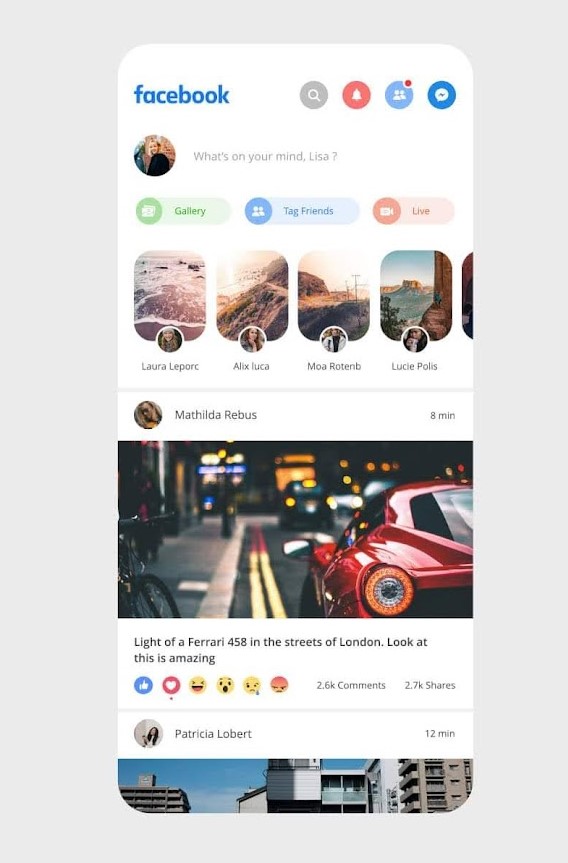 facebook
What's on your mind, Lisa ?
Gallery
Tag Friends
Live
Laura Leporc
Alix luca
Moa Rotenb
Lucie Polis
Mathilda Rebus
8 min
Light of a Ferrari 458 in the streets of London. Look at
this is amazing
2.6k Comments
2.7k Shares
Patricia Lobert
12 min